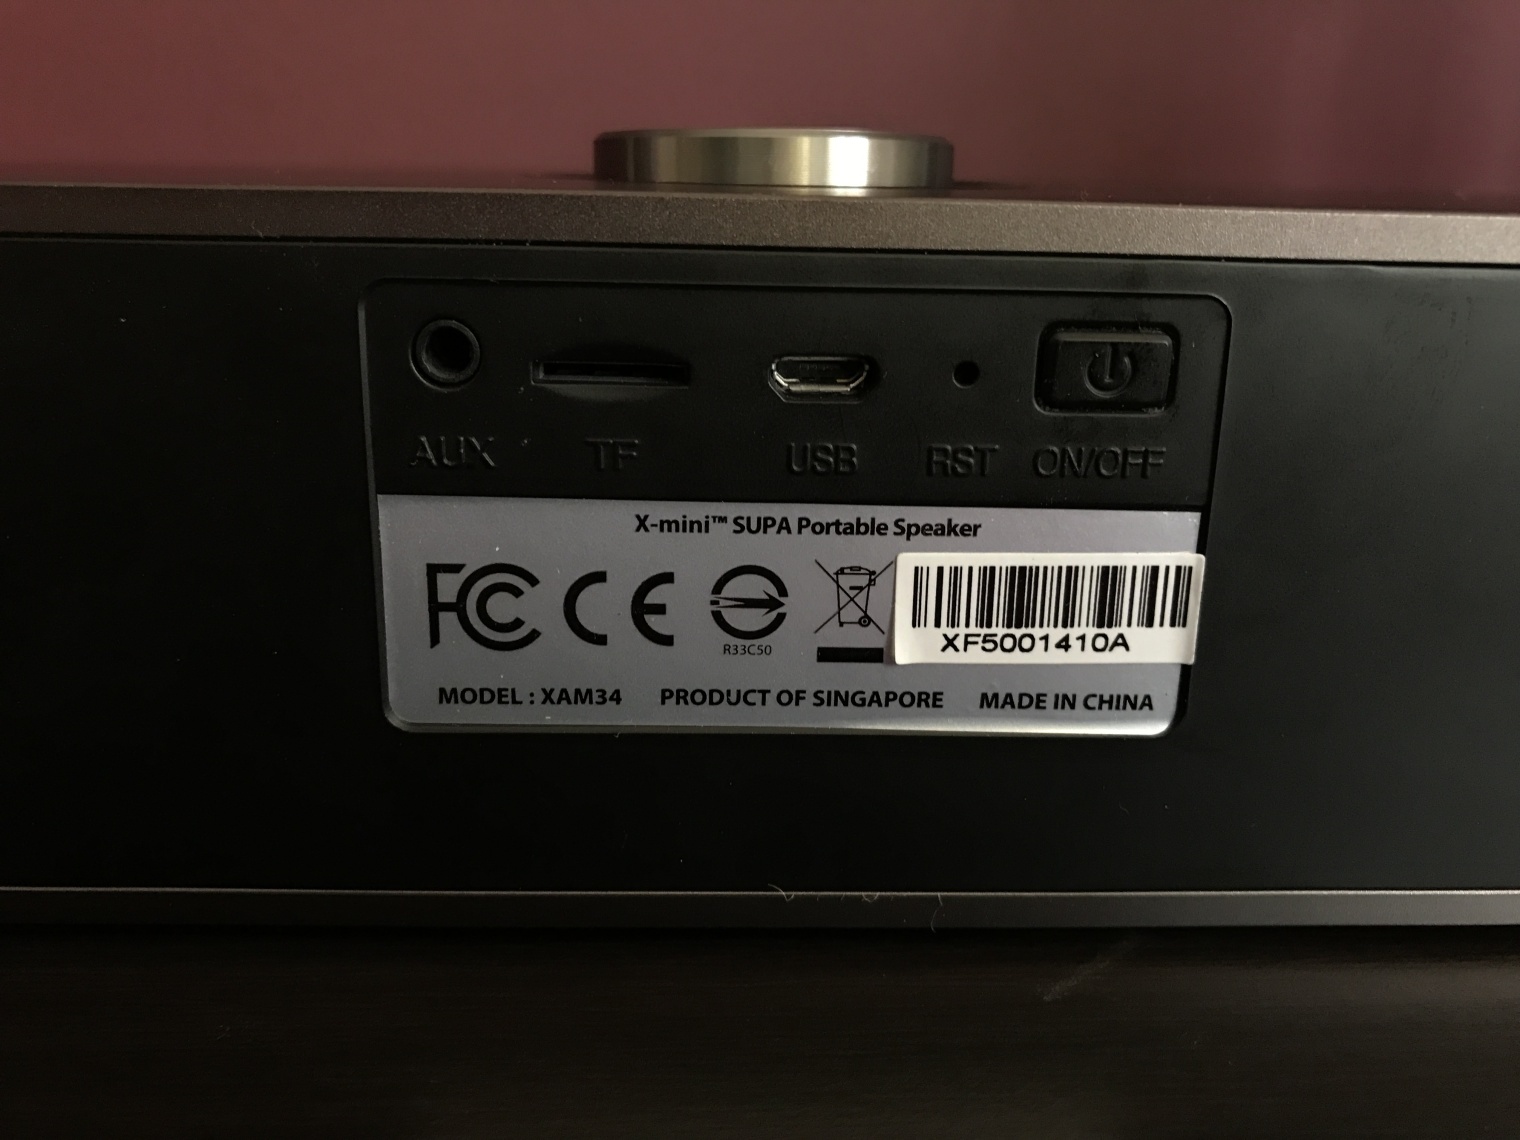 AUX TF USB RST ON/OFF
X-mini™ SUPA Portable Speaker
FC CE
R33C50
XF5001410A
MODEL : XAM34 PRODUCT OF SINGAPORE MADE IN CHINA